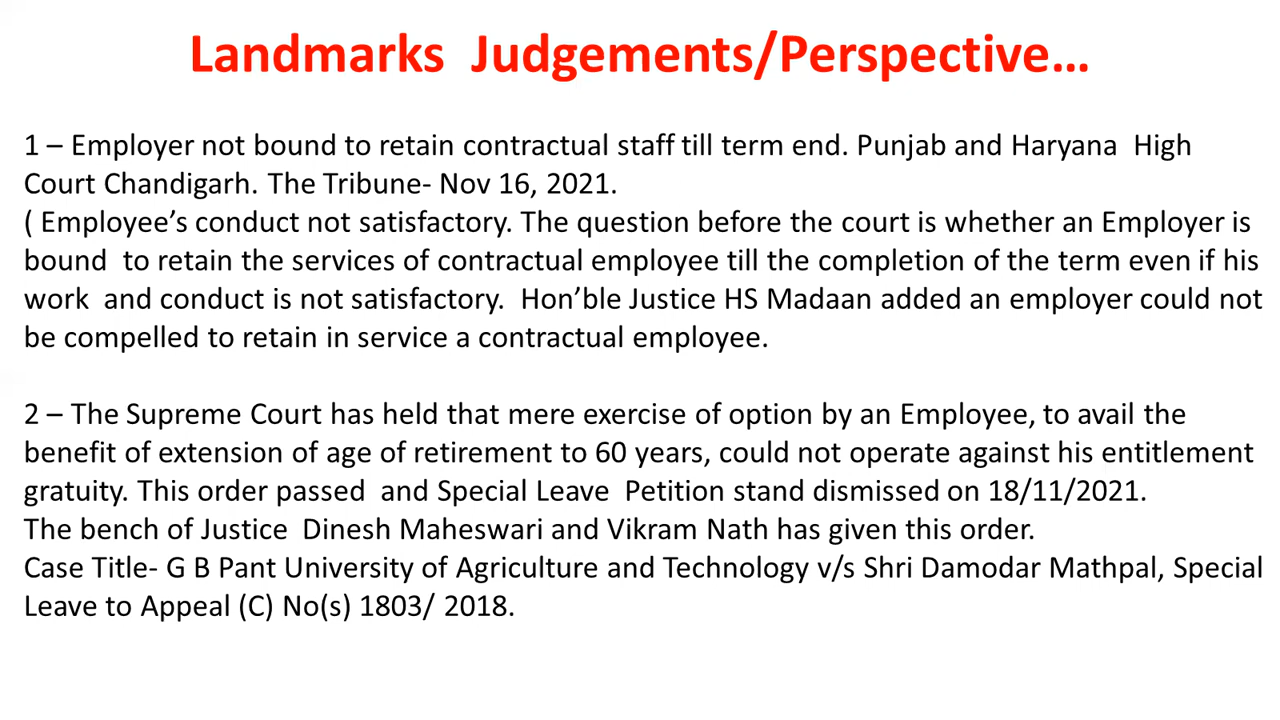 Landmarks Judgements/Perspective…
1 – Employer not bound to retain contractual staff till term end. Punjab and Haryana High
Court Chandigarh. The Tribune- Nov 16, 2021.
( Employee’s conduct not satisfactory. The question before the court is whether an Employer is
bound to retain the services of contractual employee till the completion of the term even if his
work and conduct is not satisfactory. Hon’ble Justice HS Madaan added an employer could not
be compelled to retain in service a contractual employee.
2 – The Supreme Court has held that mere exercise of option by an Employee, to avail the
benefit of extension of age of retirement to 60 years, could not operate against his entitlement
gratuity. This order passed and Special Leave Petition stand dismissed on 18/11/2021.
The bench of Justice Dinesh Maheswari and Vikram Nath has given this order.
Case Title- G B Pant University of Agriculture and Technology v/s Shri Damodar Mathpal, Special
Leave to Appeal (C) No(s) 1803/ 2018.